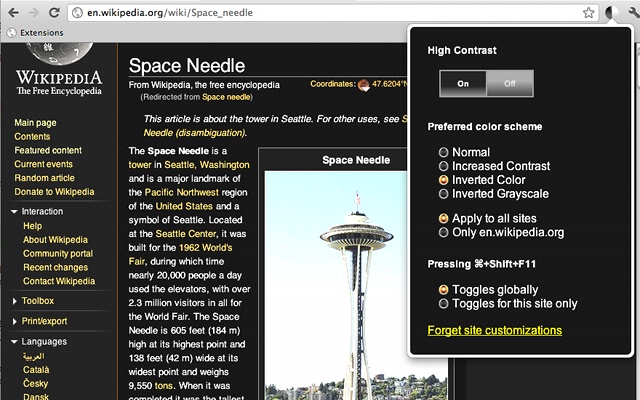 en.wikipedia.org/wiki/Space_needle
Extensions
WIKIPEDIA
The Free Encyclopedia
Main page
Contents
Featured content
Current events
Random article
Donate to Wikipedia
Interaction
Help
About Wikipedia
Community portal
Recent changes
Contact Wikipedia
Toolbox
Print/export
Languages
العربية
Català
Česky
Dansk
Space Needle
From Wikipedia, the free encyclopedia
(Redirected from Space needle)
Coordinates: 47.6204°N
This article is about the tower in Seattle. For other uses, see S
Needle (disambiguation).
The Space Needle is a
tower in Seattle, Washington
and is a major landmark of
the Pacific Northwest region
of the United States and a
symbol of Seattle. Located
at the Seattle Center, it was
built for the 1962 World's
Fair, during which time
nearly 20,000 people a day
used the elevators, with over
2.3 million visitors in all for
the World Fair. The Space
Needle is 605 feet (184 m)
high at its highest point and
138 feet (42 m) wide at its
widest point and weighs
9,550 tons. When it was
completed it was the tallest
Space Needle
High Contrast
On Off
Preferred color scheme
Normal
Increased Contrast
Inverted Color
Inverted Grayscale
Apply to all sites
Only en.wikipedia.org
Pressing ⌘+Shift+F11
Toggles globally
Toggles for this site only
Forget site customizations